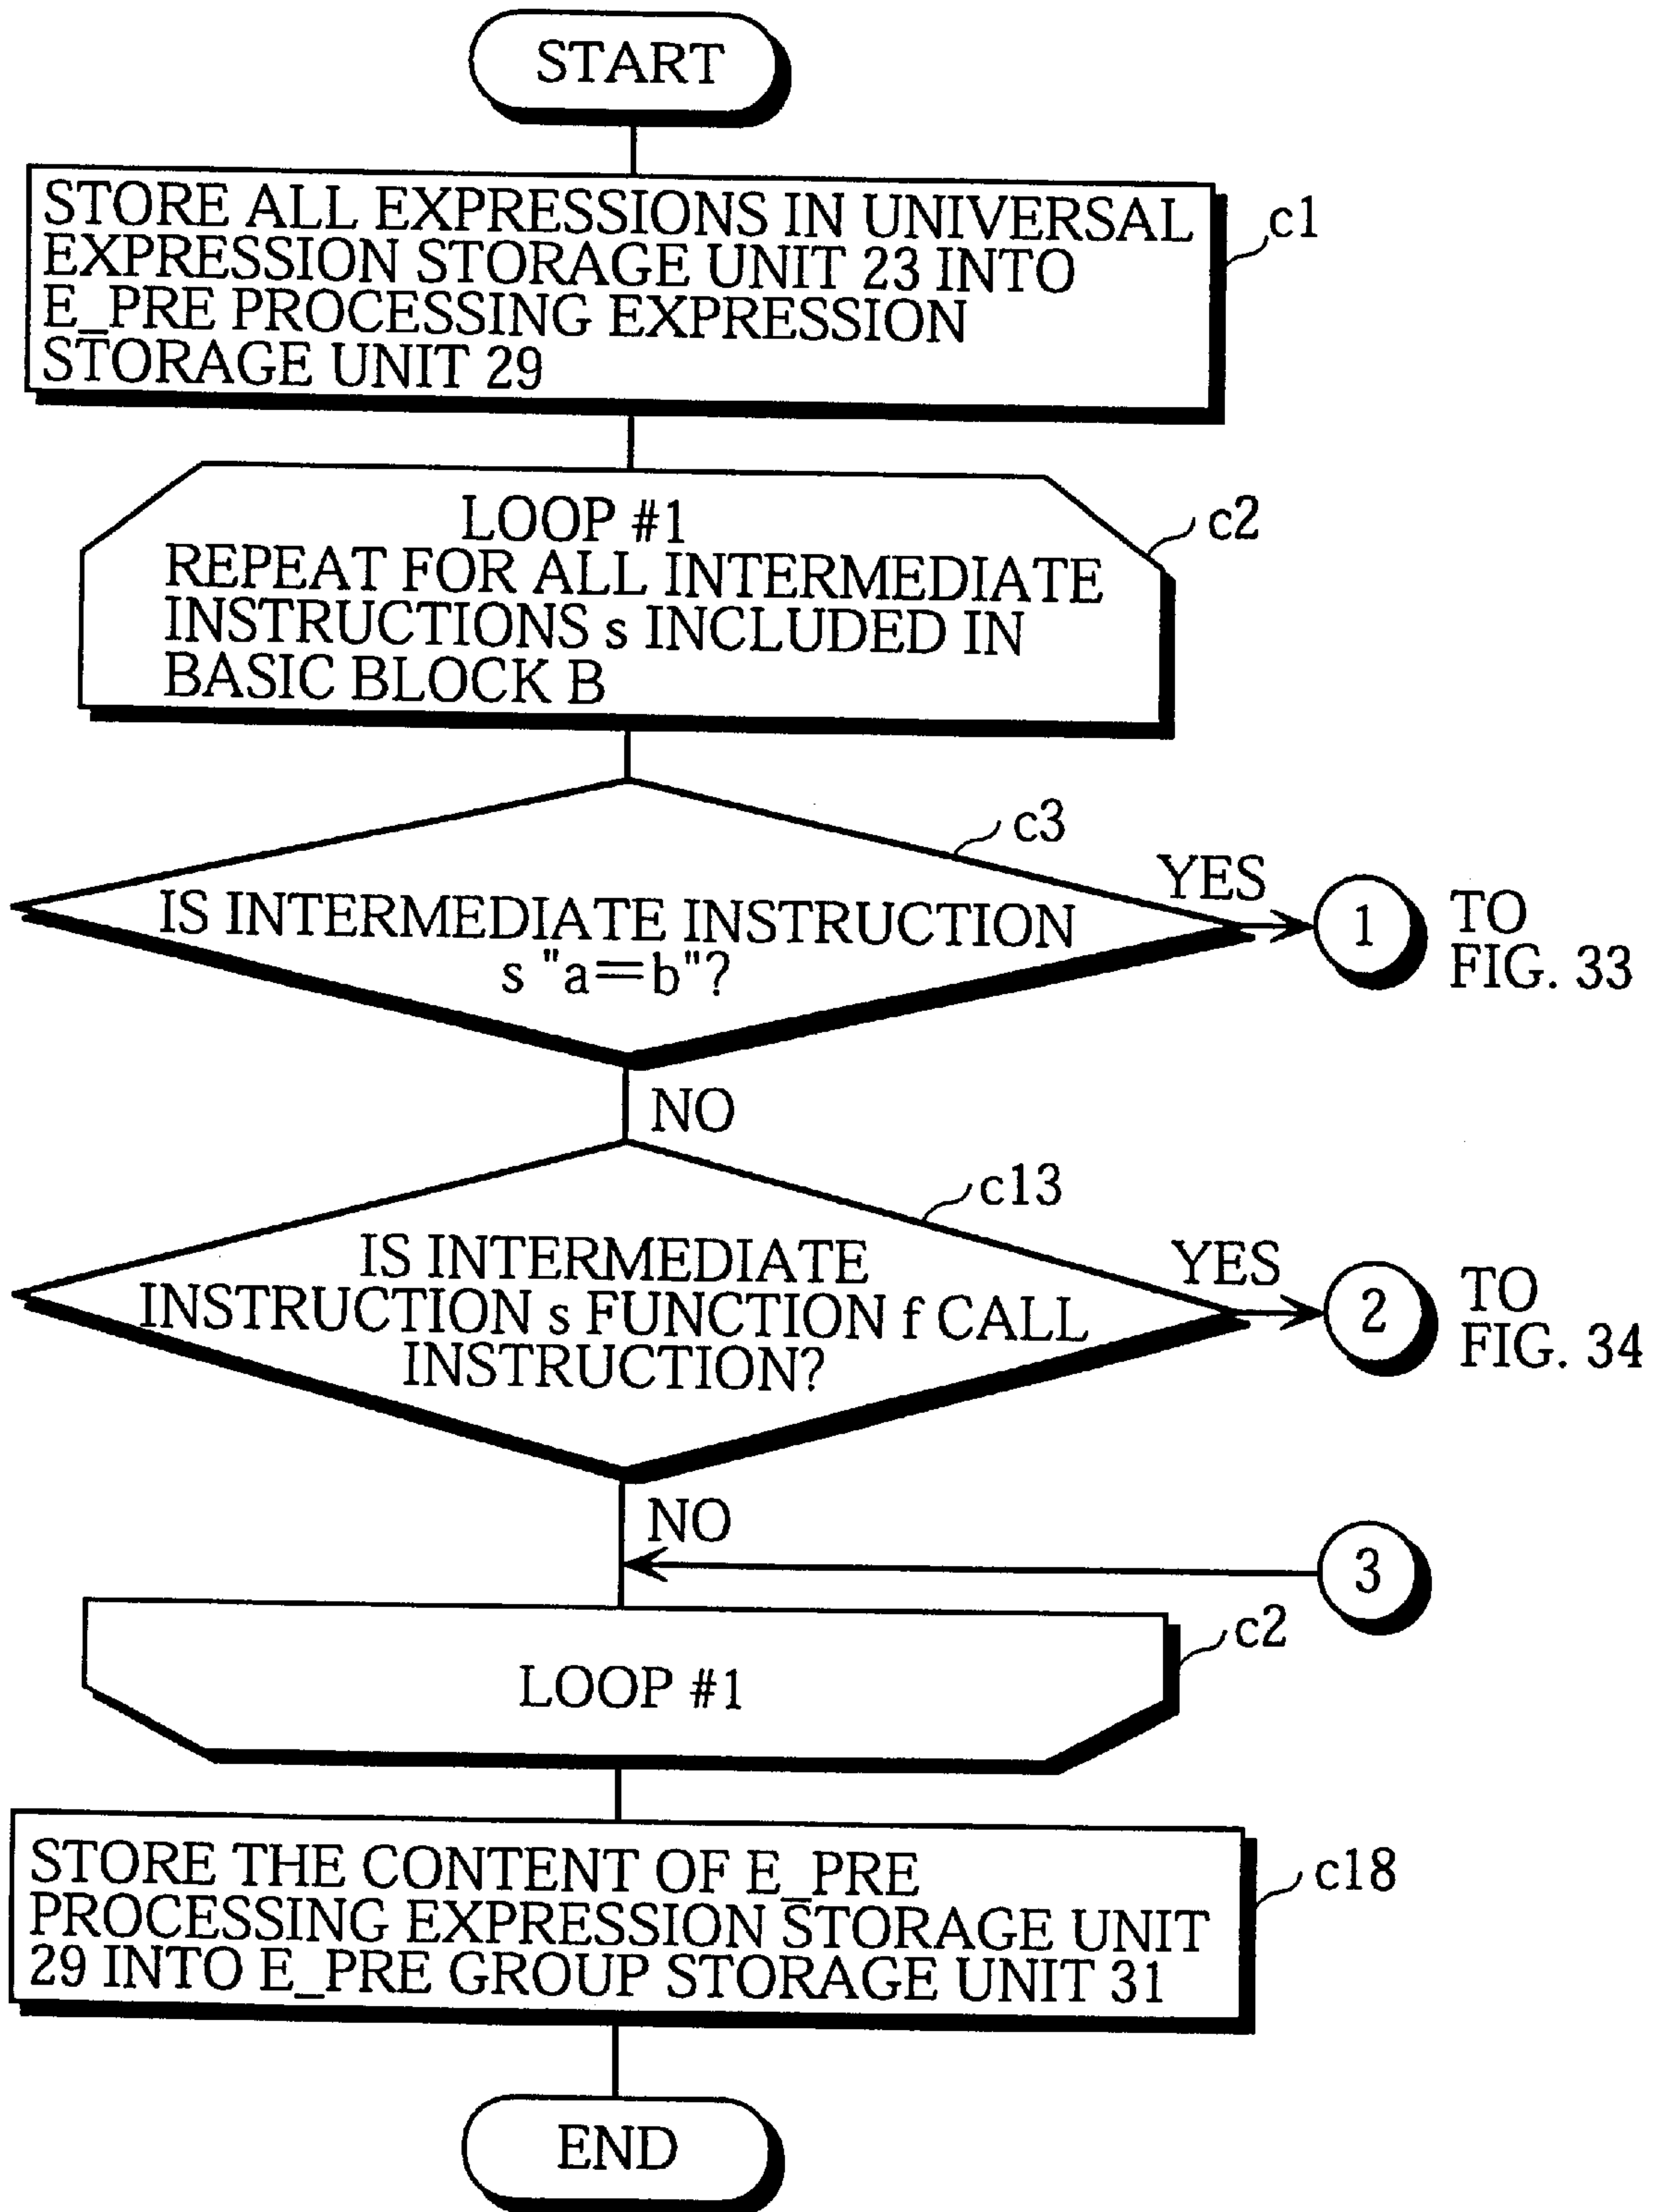 START
STORE ALL EXPRESSIONS IN UNIVERSAL
EXPRESSION STORAGE UNIT 23 INTO
E_PRE PROCESSING EXPRESSION
STORAGE UNIT 29
c1
LOOP #1
REPEAT FOR ALL INTERMEDIATE
INSTRUCTIONS s INCLUDED IN
BASIC BLOCK B
c2
c3
IS INTERMEDIATE INSTRUCTION
s "a=b"?
YES
1
TO
FIG. 33
NO
c13
IS INTERMEDIATE
INSTRUCTION s FUNCTION f CALL
INSTRUCTION?
YES
2
TO
FIG. 34
NO
3
c2
LOOP #1
STORE THE CONTENT OF E_PRE
PROCESSING EXPRESSION STORAGE UNIT
29 INTO E_PRE GROUP STORAGE UNIT 31
c18
END